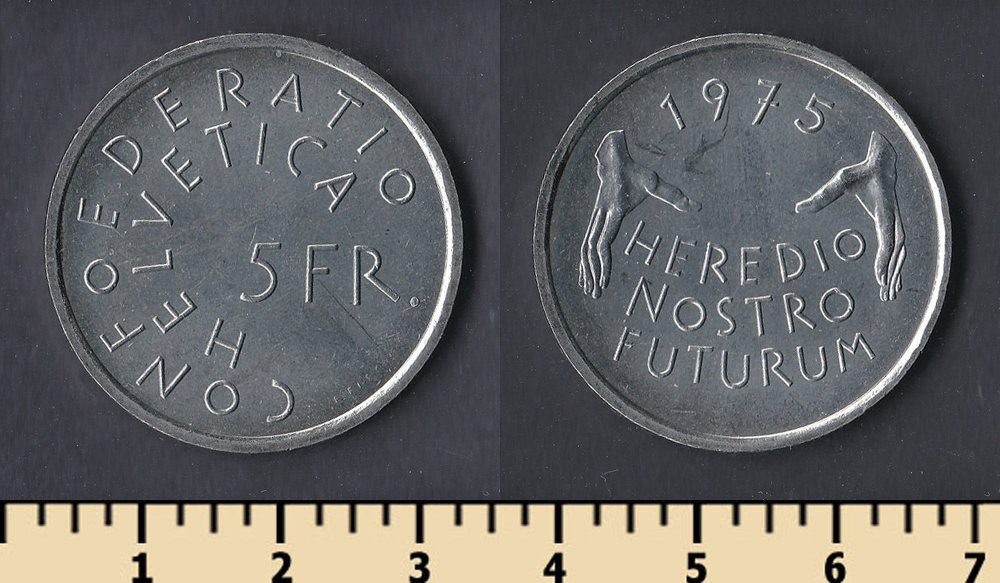 CONFOEDERATIO
HELVETICA
5 FR.
1975
HEREDIO
NOSTRO
FUTURUM
1 2 3 4 5 6 7